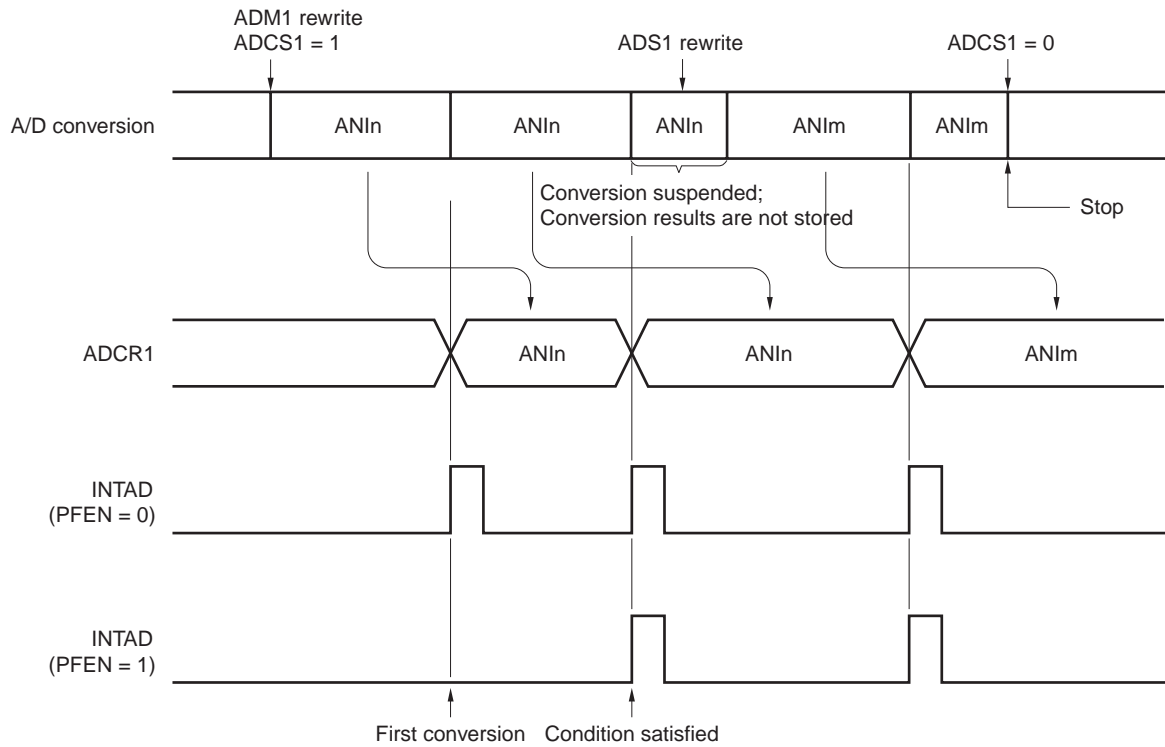 ADM1 rewrite
ADCS1 = 1
ADS1 rewrite
ADCS1 = 0
A/D conversion
ANIn
ANIn
ANIn
ANIm
ANIm
Conversion suspended;
Conversion results are not stored
Stop
ADCR1
ANIn
ANIn
ANIm
INTAD
(PFEN = 0)
INTAD
(PFEN = 1)
First conversion
Condition satisfied